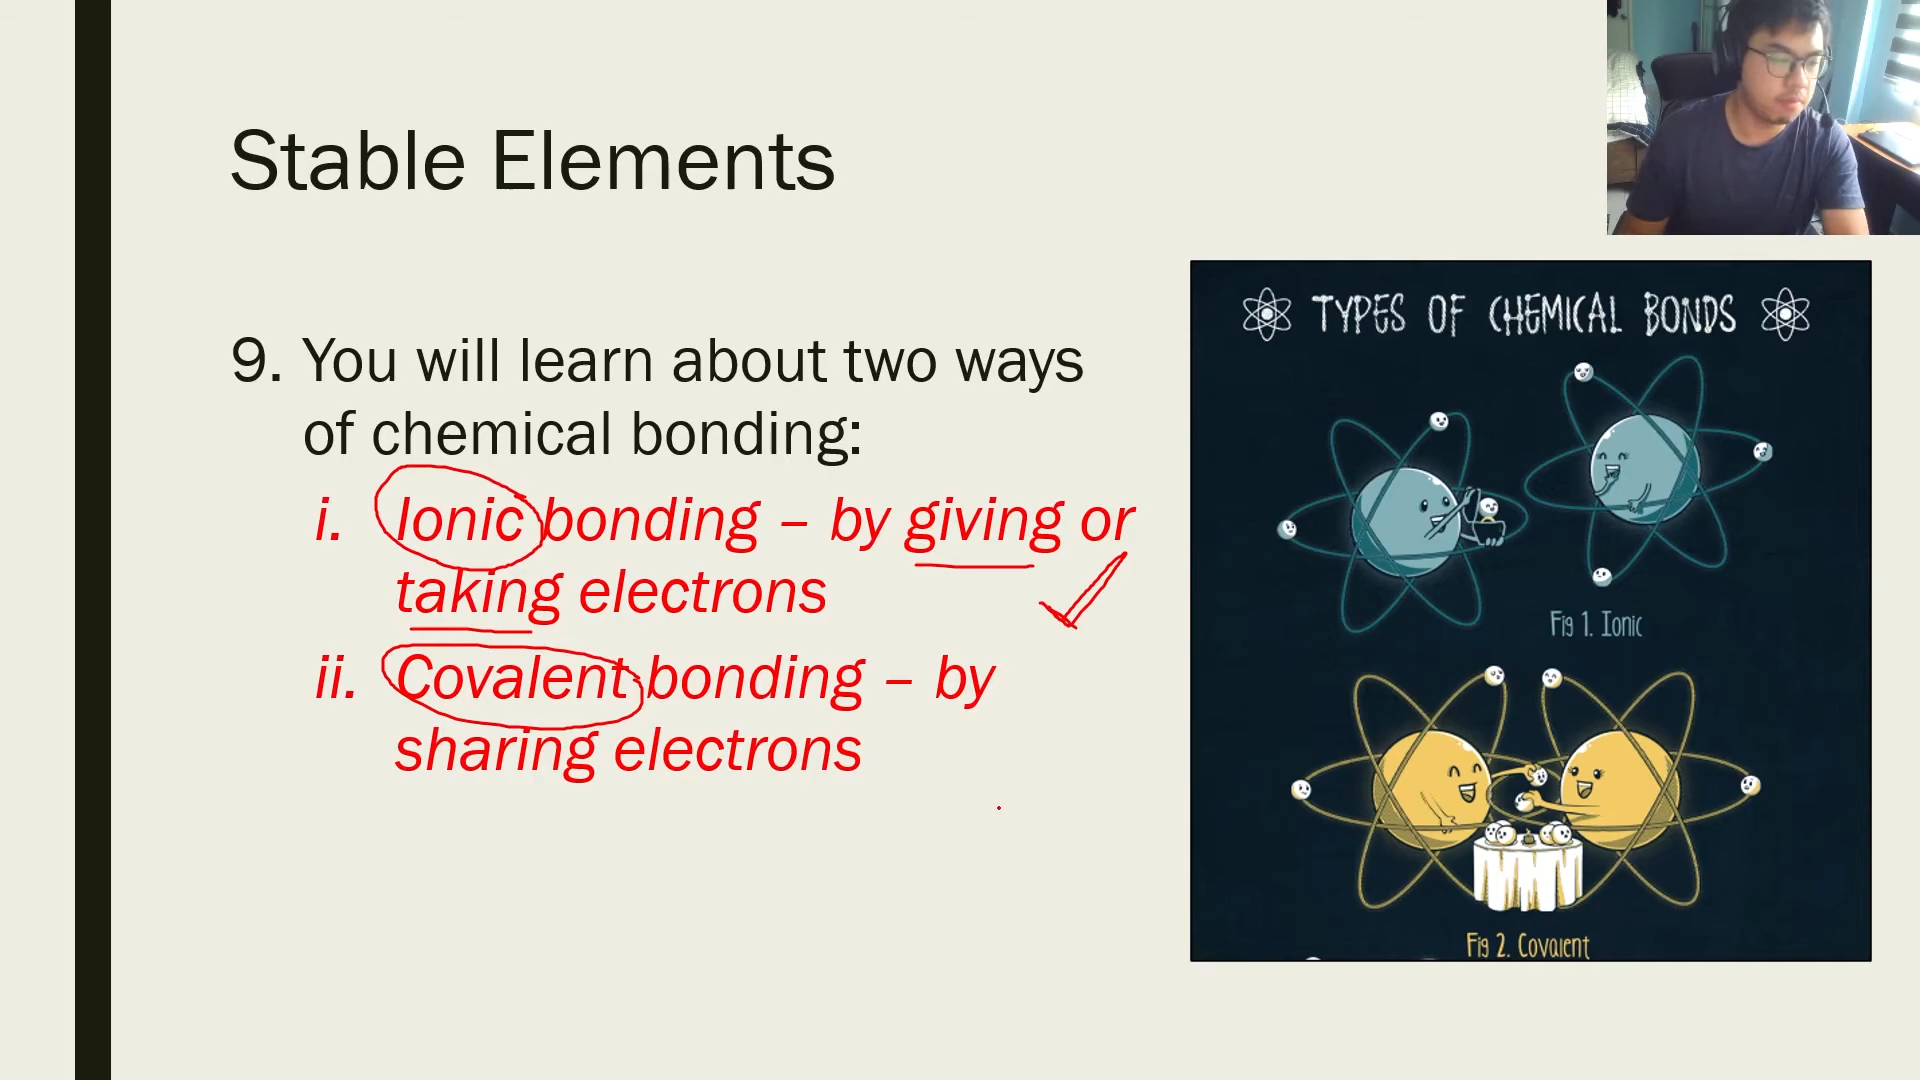 Stable Elements
9. You will learn about two ways
of chemical bonding:
i. Ionic bonding – by giving or
taking electrons
ii. Covalent bonding – by
sharing electrons
TYPES OF CHEMICAL BONDS
Fig 1. Ionic
Fig 2. Covalent